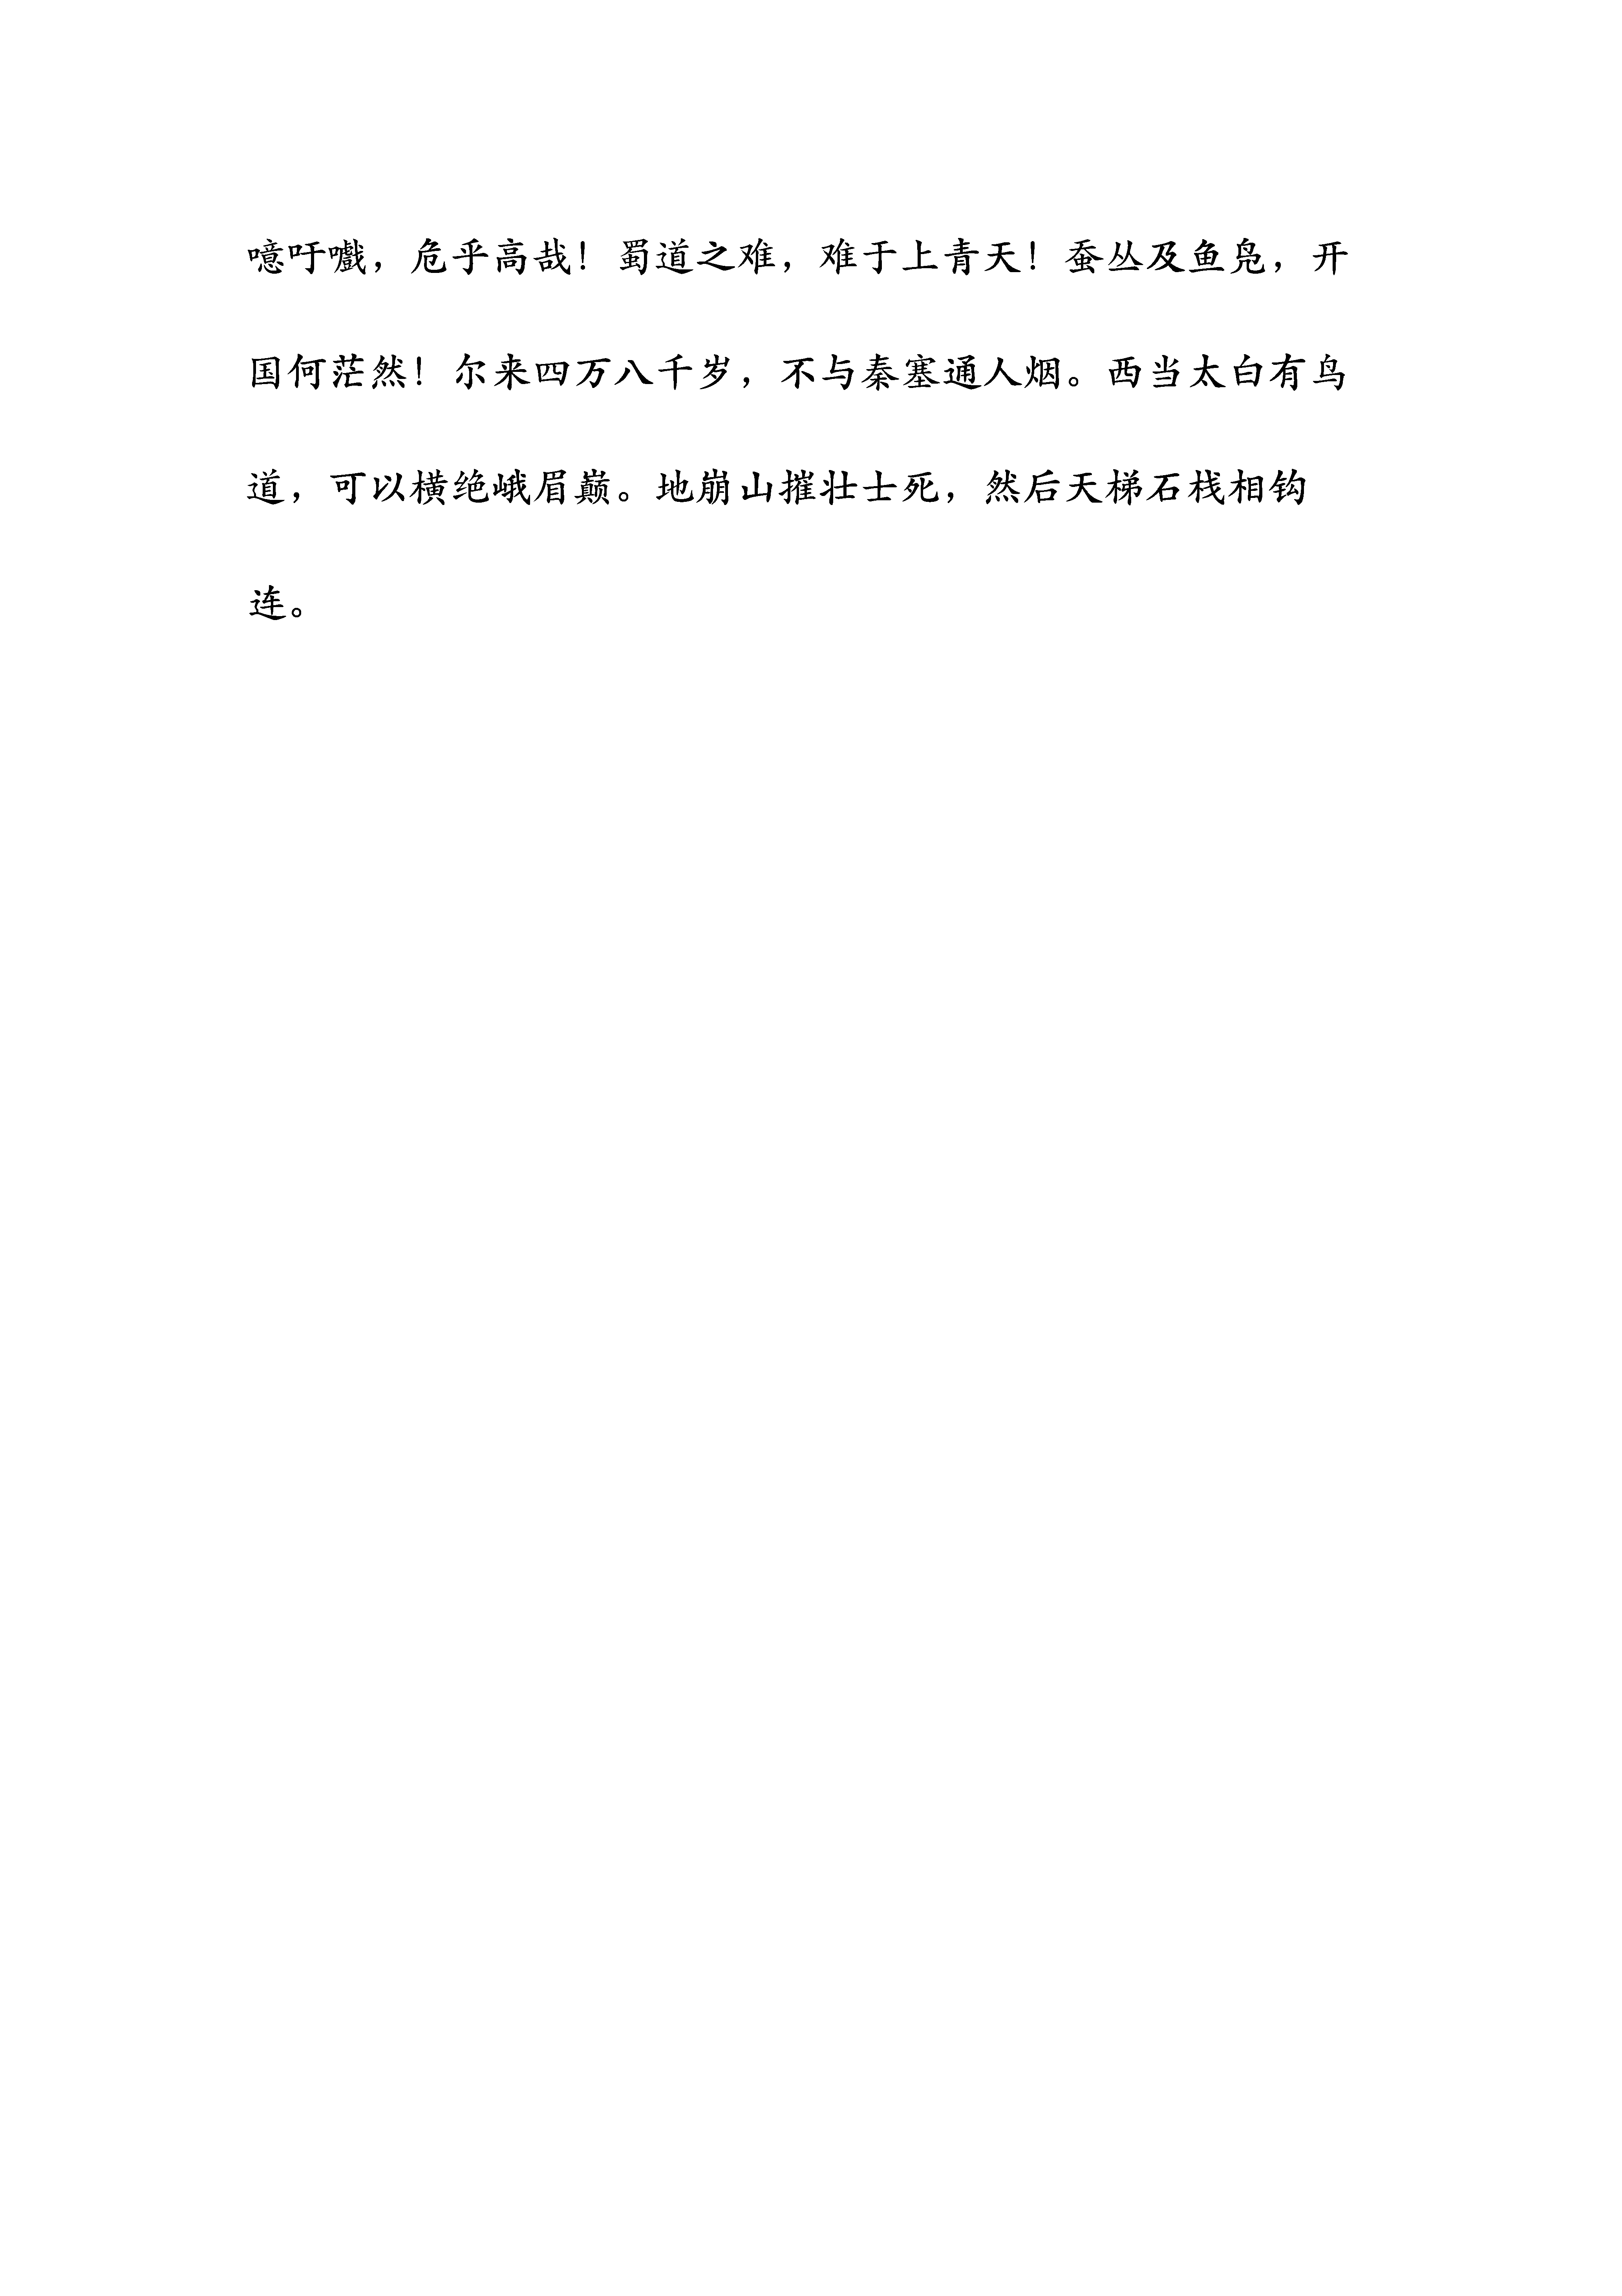 噫吁嚱，危乎高哉！蜀道之难，难于上青天！蚕丛及鱼凫，开
国何茫然！尔来四万八千岁，不与秦塞通人烟。西当太白有鸟
道，可以横绝峨眉巅。地崩山摧壮士死，然后天梯石栈相钩
连。